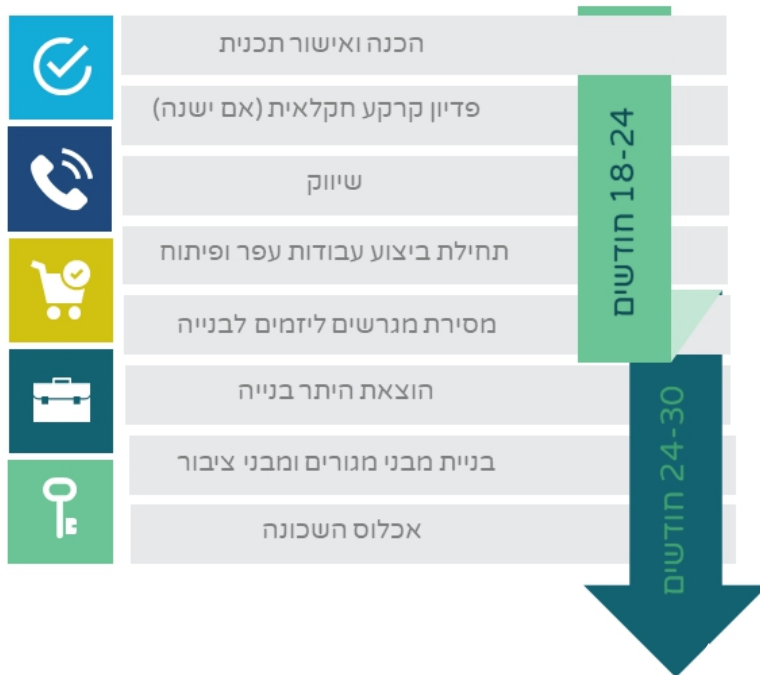 הכנה ואישור תכנית
פדיון קרקע חקלאית (אם ישנה)
שיווק
תחילת ביצוע עבודות עפר ופיתוח
מסירת מגרשים ליזמים לבנייה
הוצאת היתר בנייה
בניית מבני מגורים ומבני ציבור
אכלוס השכונה
18-24 חודשים
24-30 חודשים